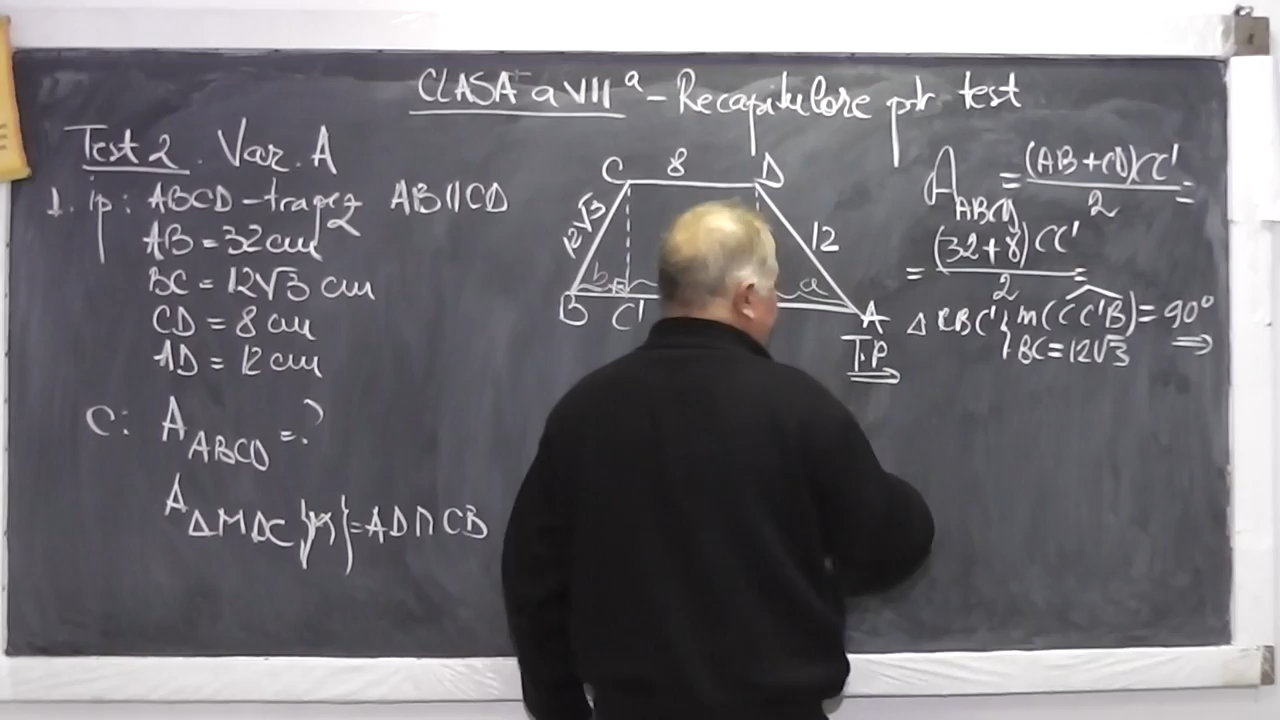 CLASA a VII a - Recapitulare ptr test
Test 2. Var. A
1. ip: ABCD - trapez AB || CD
AB = 32 cm
BC = 12√3 cm
CD = 8 cm
AD = 12 cm
C: A ABCD = ?
A ΔMDC {M} = AD ∩ CB
C 8 D
12√3 12
b a
B C' A
T.P
A ABCD = (AB + CD) CC' / 2 =
= (32 + 8) CC' / 2 =
Δ CBC' { m(CC'B) = 90°
BC = 12√3 ⇒